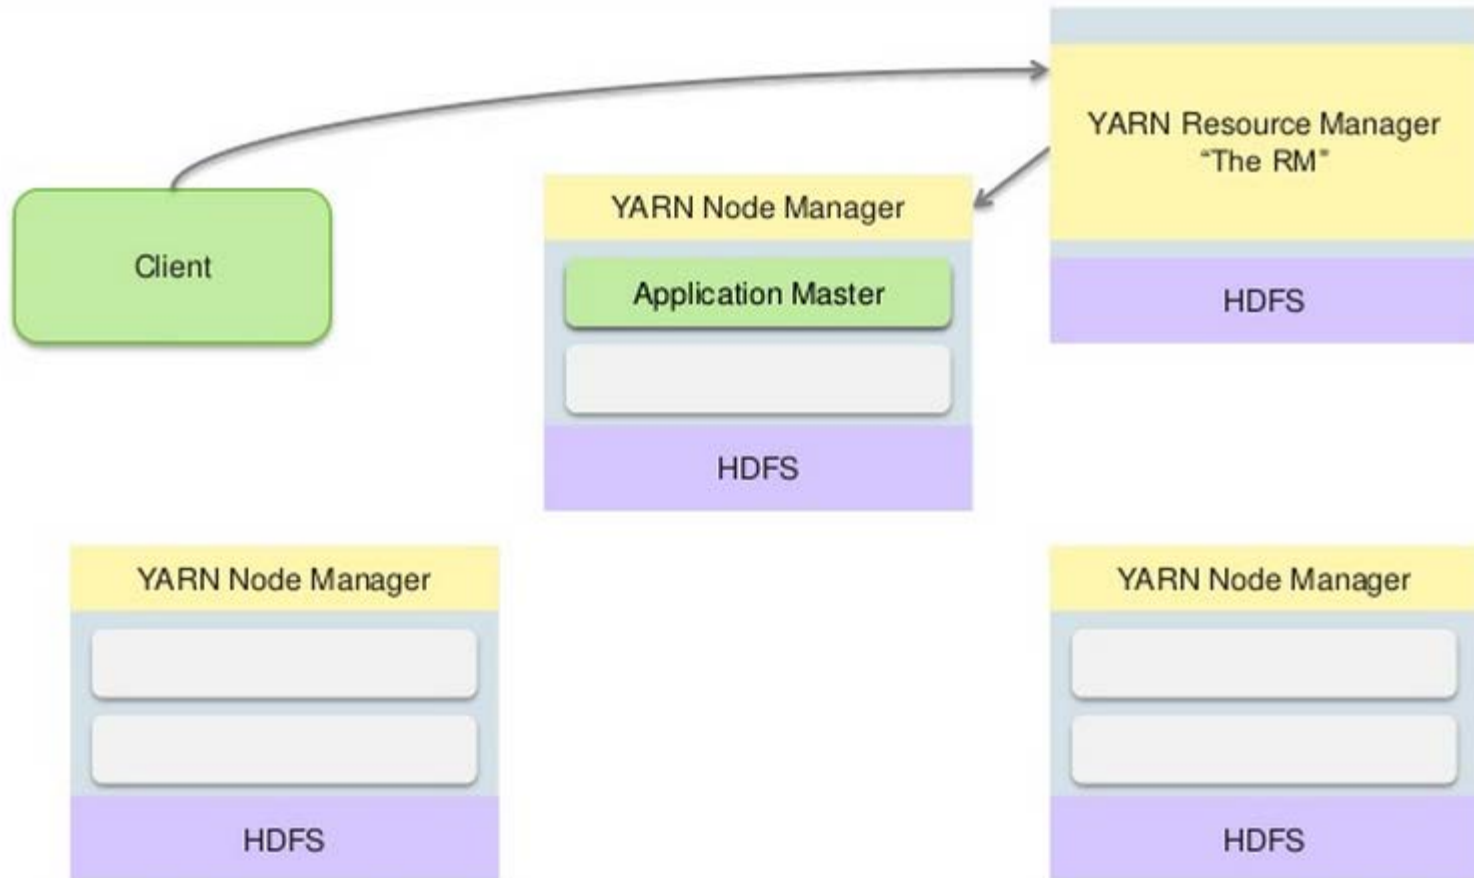 YARN Resource Manager
“The RM”
HDFS
Client
YARN Node Manager
Application Master
HDFS
YARN Node Manager
HDFS
YARN Node Manager
HDFS